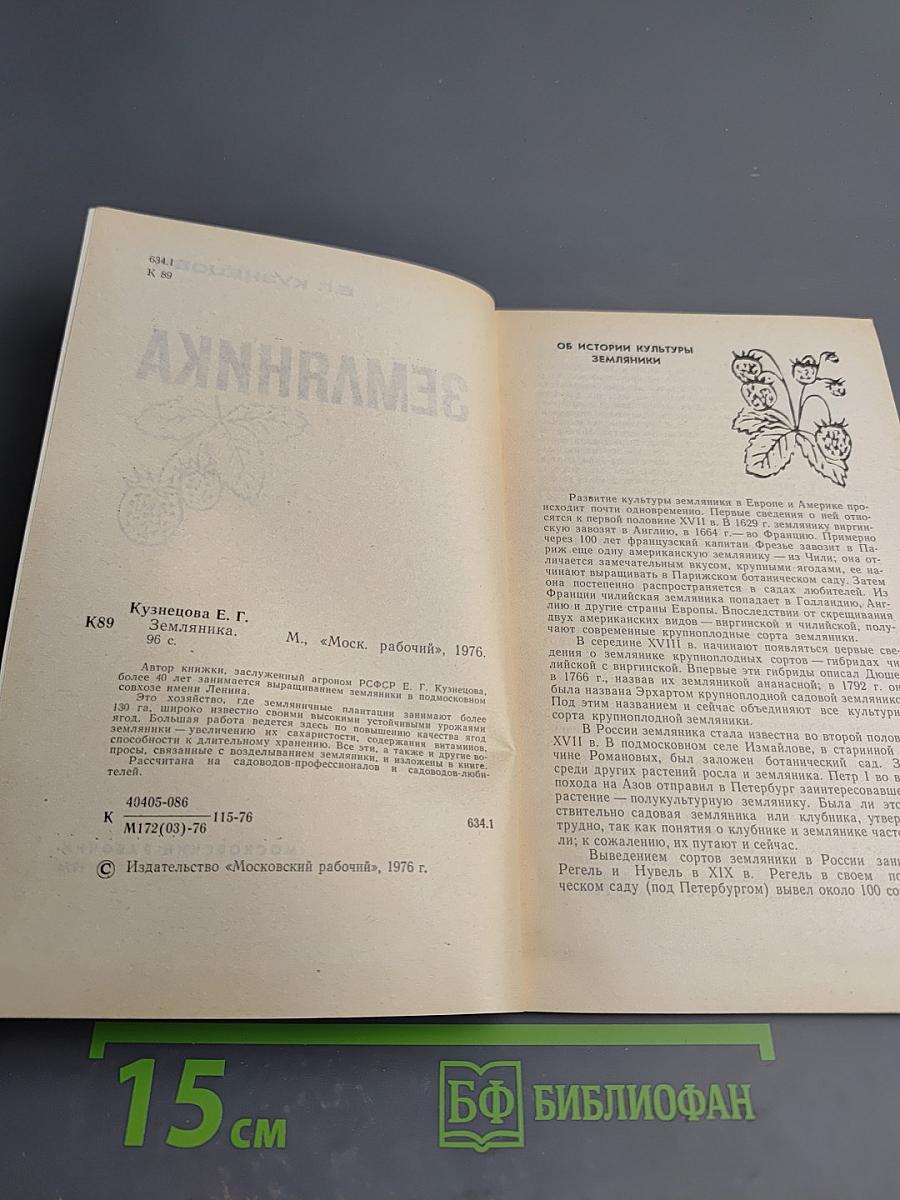 634.1
К 89
Е. Г. КУЗНЕЦОВА
ЗЕМЛЯНИКА
Кузнецова Е. Г.
К89 Земляника. М., «Моск. рабочий», 1976.
96 с.
Автор книжки, заслуженный агроном РСФСР Е. Г. Кузнецова,
более 40 лет занимается выращиванием земляники в подмосковном
совхозе имени Ленина.
Это хозяйство, где земляничные плантации занимают более
130 га, широко известно своими высокими устойчивыми урожаями
ягод. Большая работа ведется здесь по повышению качества ягод
земляники — увеличению их сахаристости, содержания витаминов,
способности к длительному хранению. Все эти, а также и другие во-
просы, связанные с возделыванием земляники, и изложены в книге.
Рассчитана на садоводов-профессионалов и садоводов-люби-
телей.
40405-086
К 115-76 634.1
М172(03)-76
© Издательство «Московский рабочий», 1976 г.
ОБ ИСТОРИИ КУЛЬТУРЫ
ЗЕМЛЯНИКИ
Развитие культуры земляники в Европе и Америке про-
исходит почти одновременно. Первые сведения о ней отно-
сятся к первой половине XVII в. В 1629 г. землянику виргин-
скую завозят в Англию, в 1664 г.— во Францию. Примерно
через 100 лет французский капитан Фрезье завозит в Па-
риж еще одну американскую землянику — из Чили; она от-
личается замечательным вкусом, крупными ягодами, ее на-
чинают выращивать в Парижском ботаническом саду. Затем
она постепенно распространяется в садах любителей. Из
Франции чилийская земляника попадает в Голландию, Анг-
лию и другие страны Европы. Впоследствии от скрещивания
двух американских видов — виргинской и чилийской, полу-
чают современные крупноплодные сорта земляники.
В середине XVIII в. начинают появляться первые све-
дения о землянике крупноплодных сортов — гибридах чи-
лийской с виргинской. Впервые эти гибриды описал Дюше
в 1766 г., назвав их земляникой ананасной; в 1792 г. он
была названа Эрхартом крупноплодной садовой земляникой
Под этим названием и сейчас объединяют все культурн
сорта крупноплодной земляники.
В России земляника стала известна во второй полов
XVII в. В подмосковном селе Измайлове, в старинной
чине Романовых, был заложен ботанический сад. З
среди других растений росла и земляника. Петр I во в
похода на Азов отправил в Петербург заинтересовавше
растение — полукультурную землянику. Была ли это
ствительно садовая земляника или клубника, утвер
трудно, так как понятия о клубнике и землянике часто
ли; к сожалению, их путают и сейчас.
Выведением сортов земляники в России зани
Регель и Нувель в XIX в. Регель в своем по
ческом саду (под Петербургом) вывел около 100 со
15 см
БФ БИБЛИОФАН